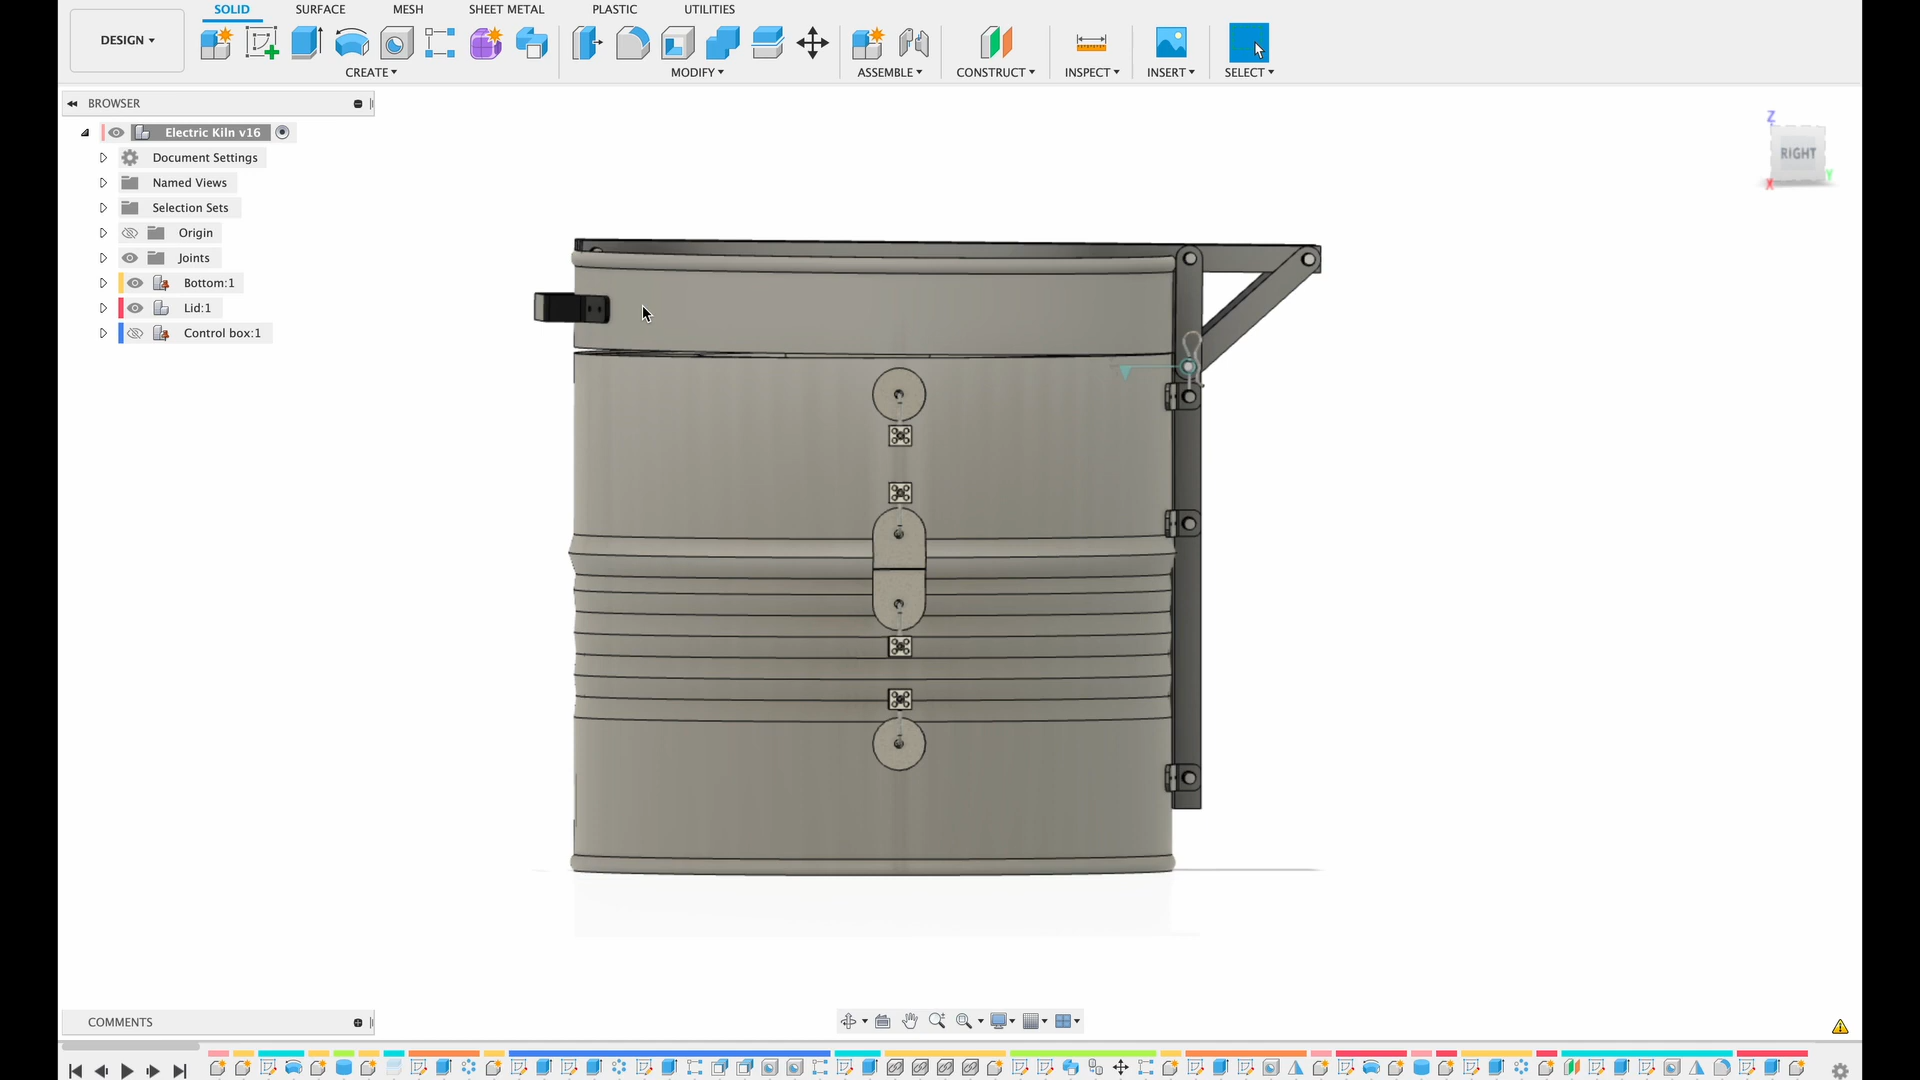 SOLID SURFACE MESH SHEET METAL PLASTIC UTILITIES
DESIGN
CREATE MODIFY ASSEMBLE CONSTRUCT INSPECT INSERT SELECT
BROWSER
Electric Kiln v16
Document Settings
Named Views
Selection Sets
Origin
Joints
Bottom:1
Lid:1
Control box:1
Z
RIGHT
X Y
COMMENTS